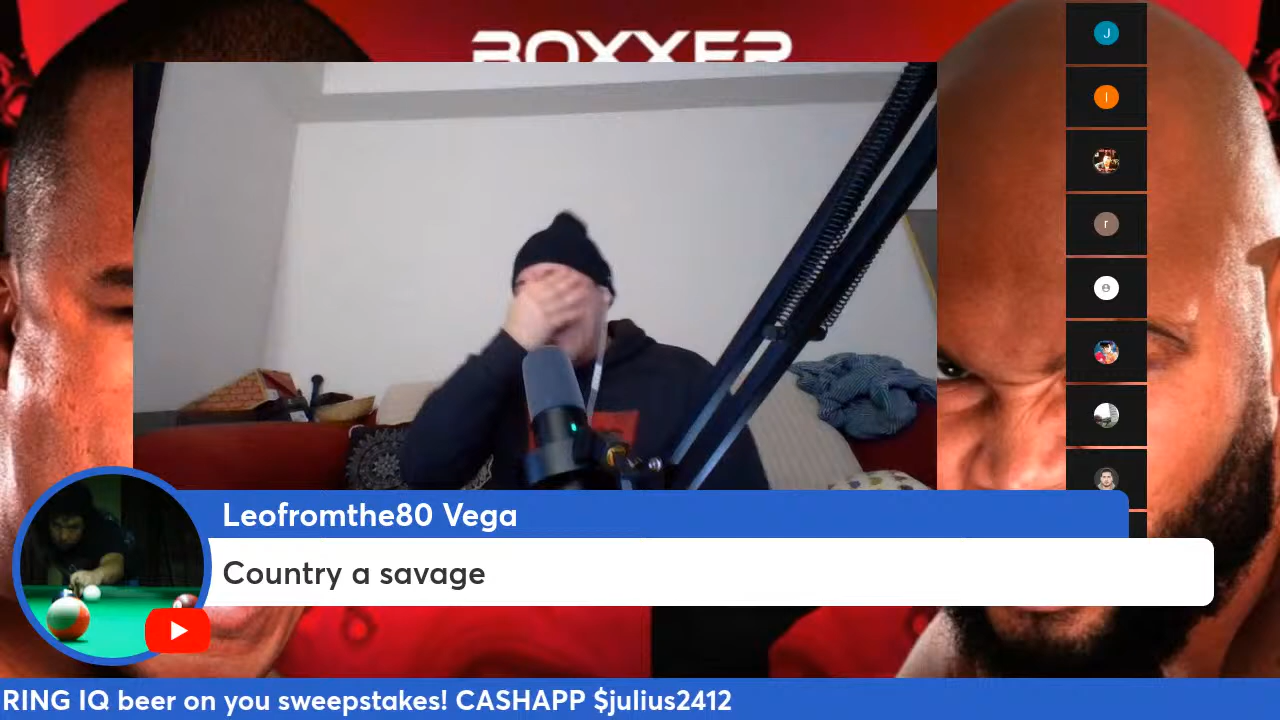 BOXXER
J
I
r
Leofromthe80 Vega
Country a savage
RING IQ beer on you sweepstakes! CASHAPP $julius2412